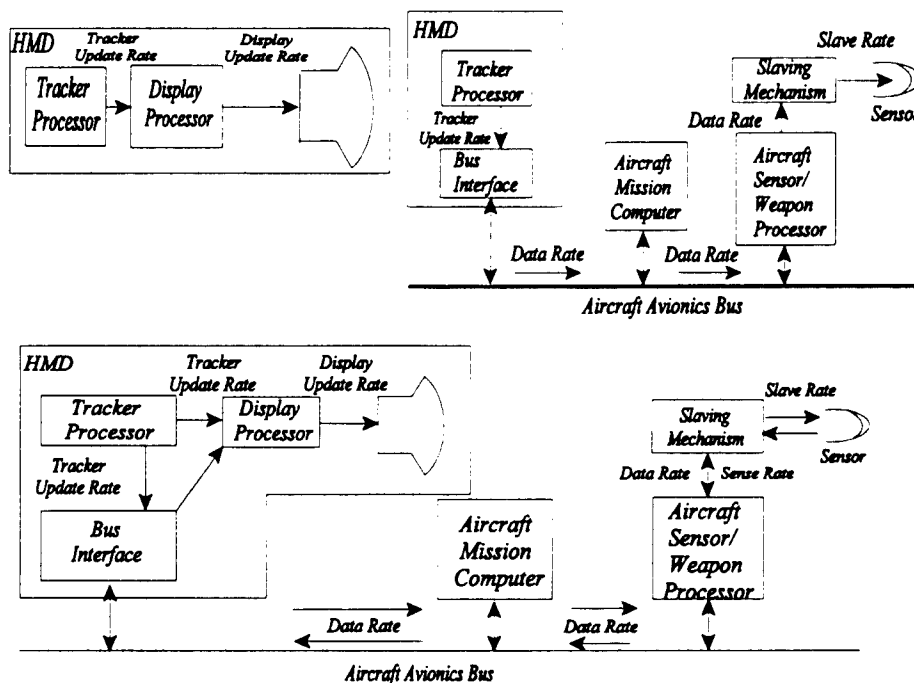 HMD
Tracker
Update Rate
Display
Update Rate
Tracker
Processor
Display
Processor
HMD
Tracker
Processor
Tracker
Update Rate
Bus
Interface
Aircraft
Mission
Computer
Slave Rate
Slaving
Mechanism
Sensor
Data Rate
Aircraft
Sensor/
Weapon
Processor
Data Rate
Data Rate
Aircraft Avionics Bus
HMD
Tracker
Update Rate
Display
Update Rate
Tracker
Processor
Display
Processor
Tracker
Update Rate
Bus
Interface
Aircraft
Mission
Computer
Slave Rate
Slaving
Mechanism
Sensor
Data Rate
Sense Rate
Aircraft
Sensor/
Weapon
Processor
Data Rate
Data Rate
Aircraft Avionics Bus